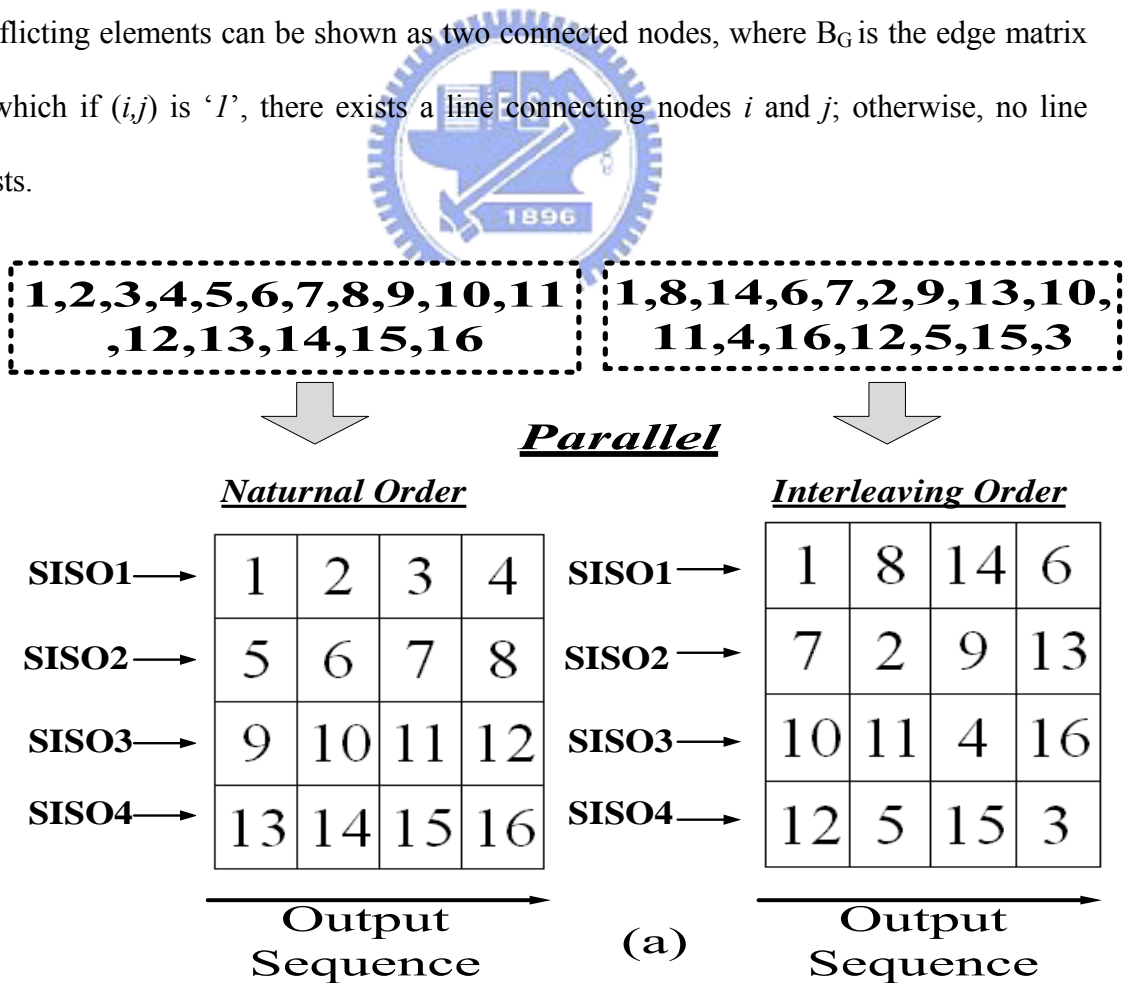 flicting elements can be shown as two connected nodes, where BG is the edge matrix
which if (i,j) is ‘1’, there exists a line connecting nodes i and j; otherwise, no line
sts.
1896
1,2,3,4,5,6,7,8,9,10,11
,12,13,14,15,16
1,8,14,6,7,2,9,13,10,
11,4,16,12,5,15,3
Parallel
Naturnal Order
Interleaving Order
SISO1 1 2 3 4
SISO2 5 6 7 8
SISO3 9 10 11 12
SISO4 13 14 15 16
SISO1 1 8 14 6
SISO2 7 2 9 13
SISO3 10 11 4 16
SISO4 12 5 15 3
Output
Sequence
(a)
Output
Sequence